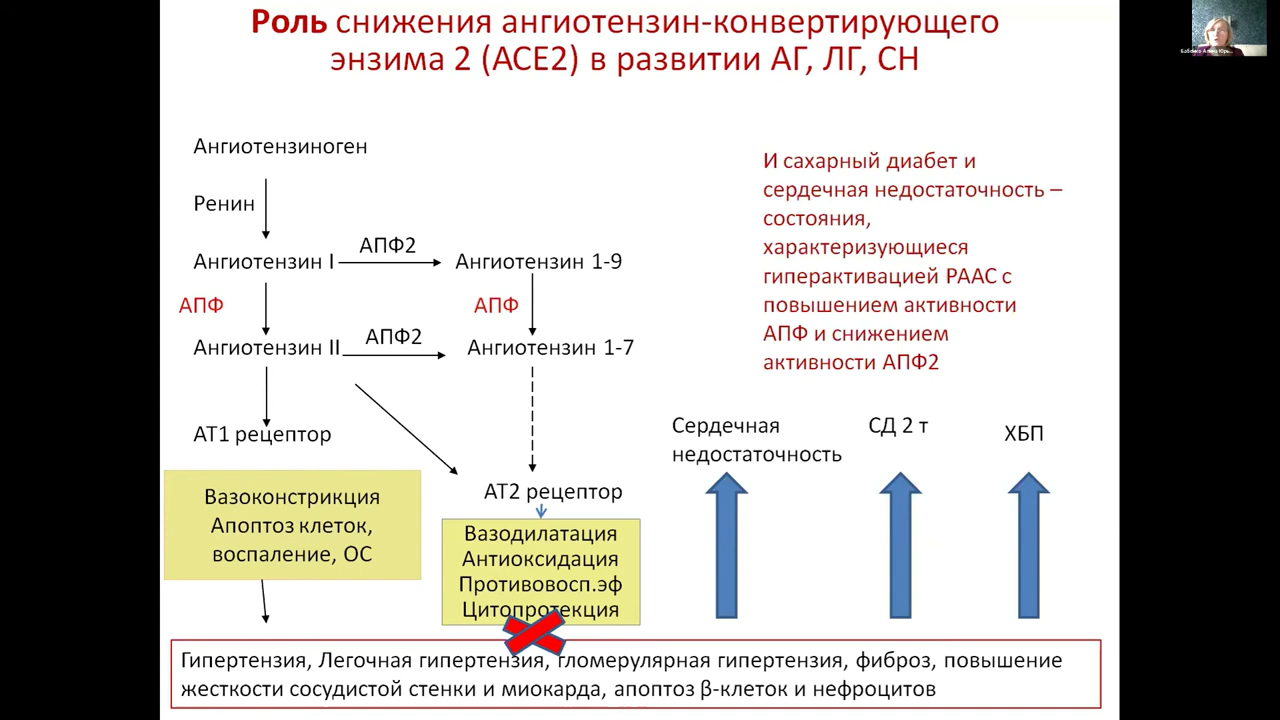 Роль снижения ангиотензин-конвертирующего
энзима 2 (ACE2) в развитии АГ, ЛГ, СН
Ангиотензиноген
Ренин
Ангиотензин I
АПФ2
Ангиотензин 1-9
АПФ
АПФ
Ангиотензин II
АПФ2
Ангиотензин 1-7
АТ1 рецептор
АТ2 рецептор
Вазоконстрикция
Апоптоз клеток,
воспаление, ОС
Вазодилатация
Антиоксидация
Противовосп.эф
Цитопротекция
И сахарный диабет и
сердечная недостаточность –
состояния,
характеризующиеся
гиперактивацией РААС с
повышением активности
АПФ и снижением
активности АПФ2
Сердечная
недостаточность
СД 2 т
ХБП
Гипертензия, Легочная гипертензия, гломерулярная гипертензия, фиброз, повышение
жесткости сосудистой стенки и миокарда, апоптоз β-клеток и нефроцитов